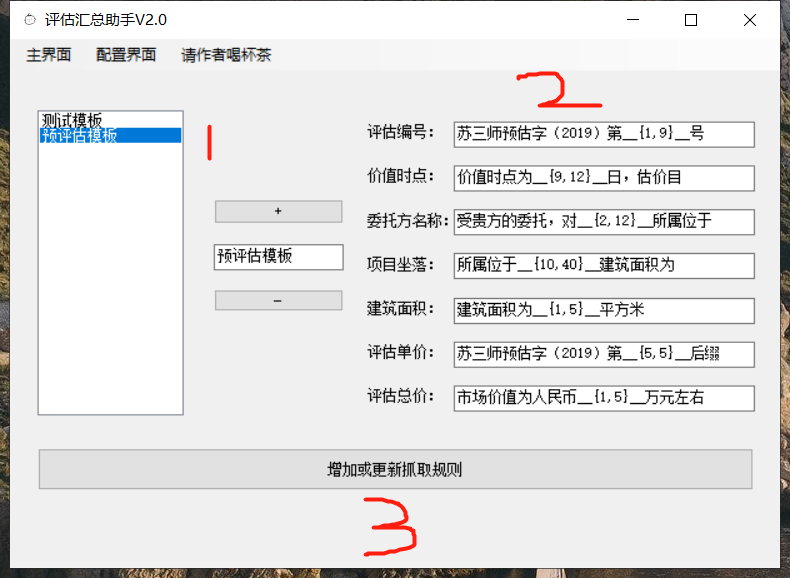 评估汇总助手V2.0
主界面 配置界面 请作者喝杯茶
2
测试模板
预评估模板
1
+
预评估模板
-
评估编号: 苏三师预估字（2019）第__{1,9}__号
价值时点: 价值时点为__{9,12}__日，估价目
委托方名称: 受贵方的委托，对__{2,12}__所属位于
项目坐落: 所属位于__{10,40}__建筑面积为
建筑面积: 建筑面积为__{1,5}__平方米
评估单价: 苏三师预估字（2019）第__{5,5}__后缀
评估总价: 市场价值为人民币__{1,5}__万元左右
增加或更新抓取规则
3